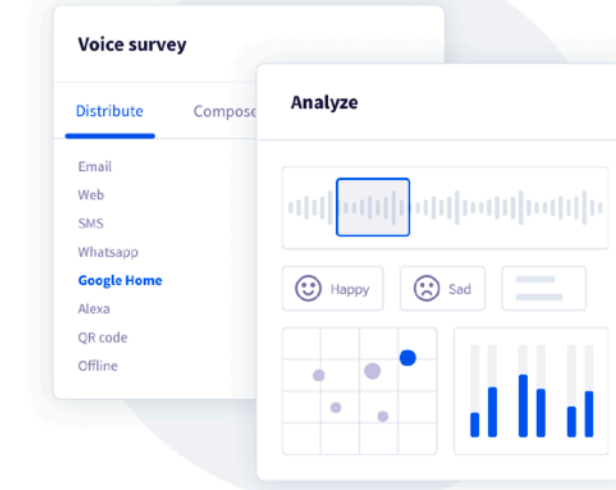 Voice survey
Distribute
Compose
Email
Web
SMS
Whatsapp
Google Home
Alexa
QR code
Offline
Analyze
Happy
Sad